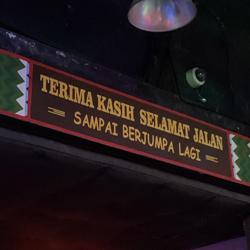 TERIMA KASIH SELAMAT JALAN
SAMPAI BERJUMPA LAGI